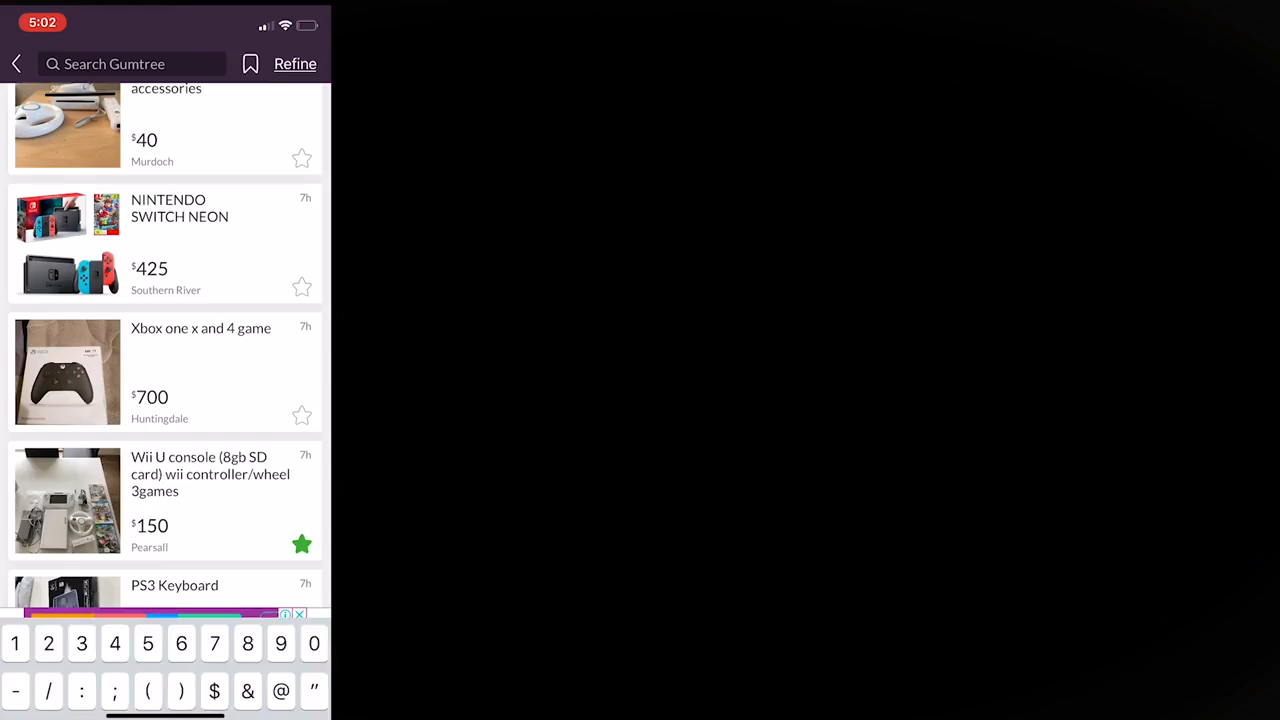 5:02
Search Gumtree
Refine
accessories
$40
Murdoch
NINTENDO
SWITCH NEON
7h
$425
Southern River
Xbox one x and 4 game
7h
$700
Huntingdale
Wii U console (8gb SD
card) wii controller/wheel
3games
7h
$150
Pearsall
PS3 Keyboard
7h
1 2 3 4 5 6 7 8 9 0
- / : ; ( ) $ & @ "